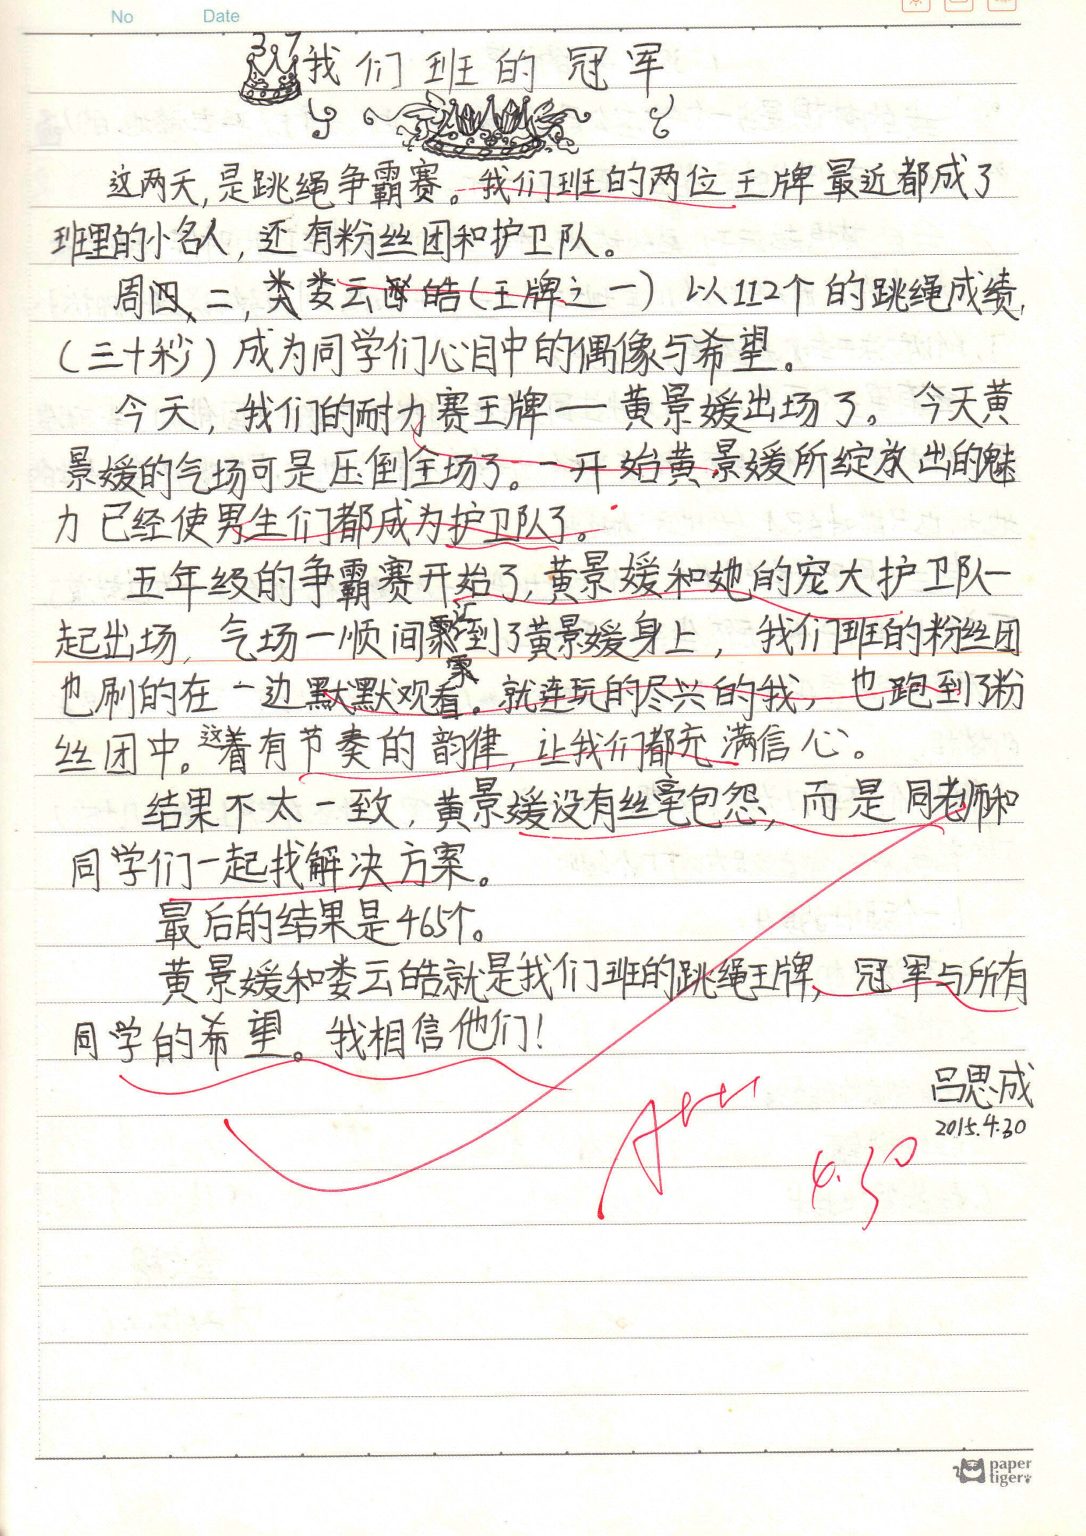 No Date
37
我们班的冠军
这两天,是跳绳争霸赛。我们班的两位王牌最近都成了
班里的小名人,还有粉丝团和护卫队。
周二,娄云皓(王牌之一)以112个的跳绳成绩,
(三十秒)成为同学们心目中的偶像与希望。
今天,我们的耐力赛王牌——黄景媛出场了。今天黄
景媛的气场可是压倒全场了。一开始黄景媛所绽放出的魅
力已经使男生们都成为护卫队了。
五年级的争霸赛开始了,黄景媛和她的宠大护卫队一
起出场,气场一顺间汇聚到了黄景媛身上,我们班的粉丝团
也刷的在一边默默观看。就连玩的尽兴的我,也跑到了粉
丝团中。这着有节奏的韵律,让我们都充满信心。
结果不太一致,黄景媛没有丝毫包怨,而是同老师和
同学们一起找解决方案。
最后的结果是465个。
黄景媛和娄云皓就是我们班的跳绳王牌,冠军与所有
同学的希望。我相信他们!
吕思成
2015.4.30
4.30
paper
tiger